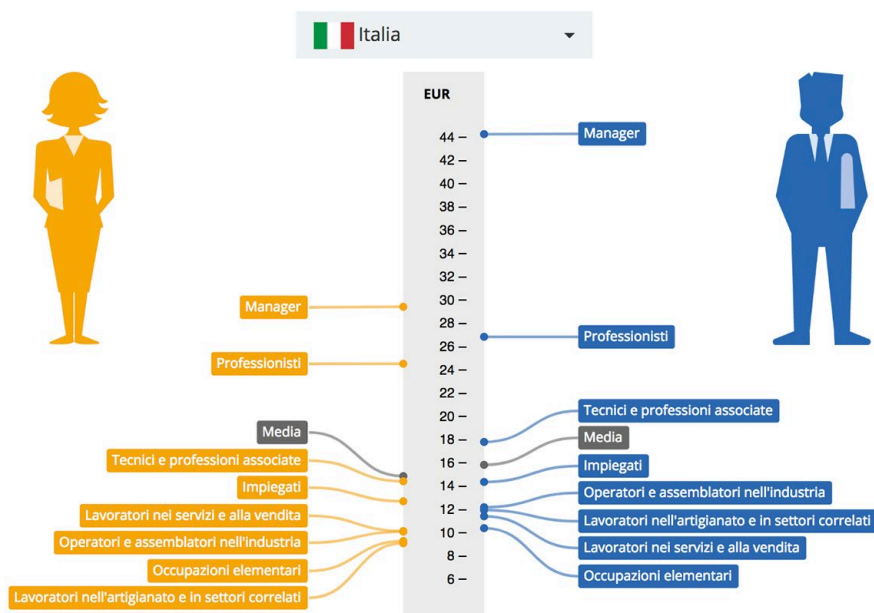 Italia
EUR
44
42
40
38
36
34
32
30
28
26
24
22
20
18
16
14
12
10
8
6
Manager
Professionisti
Media
Tecnici e professioni associate
Impiegati
Lavoratori nei servizi e alla vendita
Operatori e assemblatori nell'industria
Occupazioni elementari
Lavoratori nell'artigianato e in settori correlati
Manager
Professionisti
Tecnici e professioni associate
Media
Impiegati
Operatori e assemblatori nell'industria
Lavoratori nell'artigianato e in settori correlati
Lavoratori nei servizi e alla vendita
Occupazioni elementari